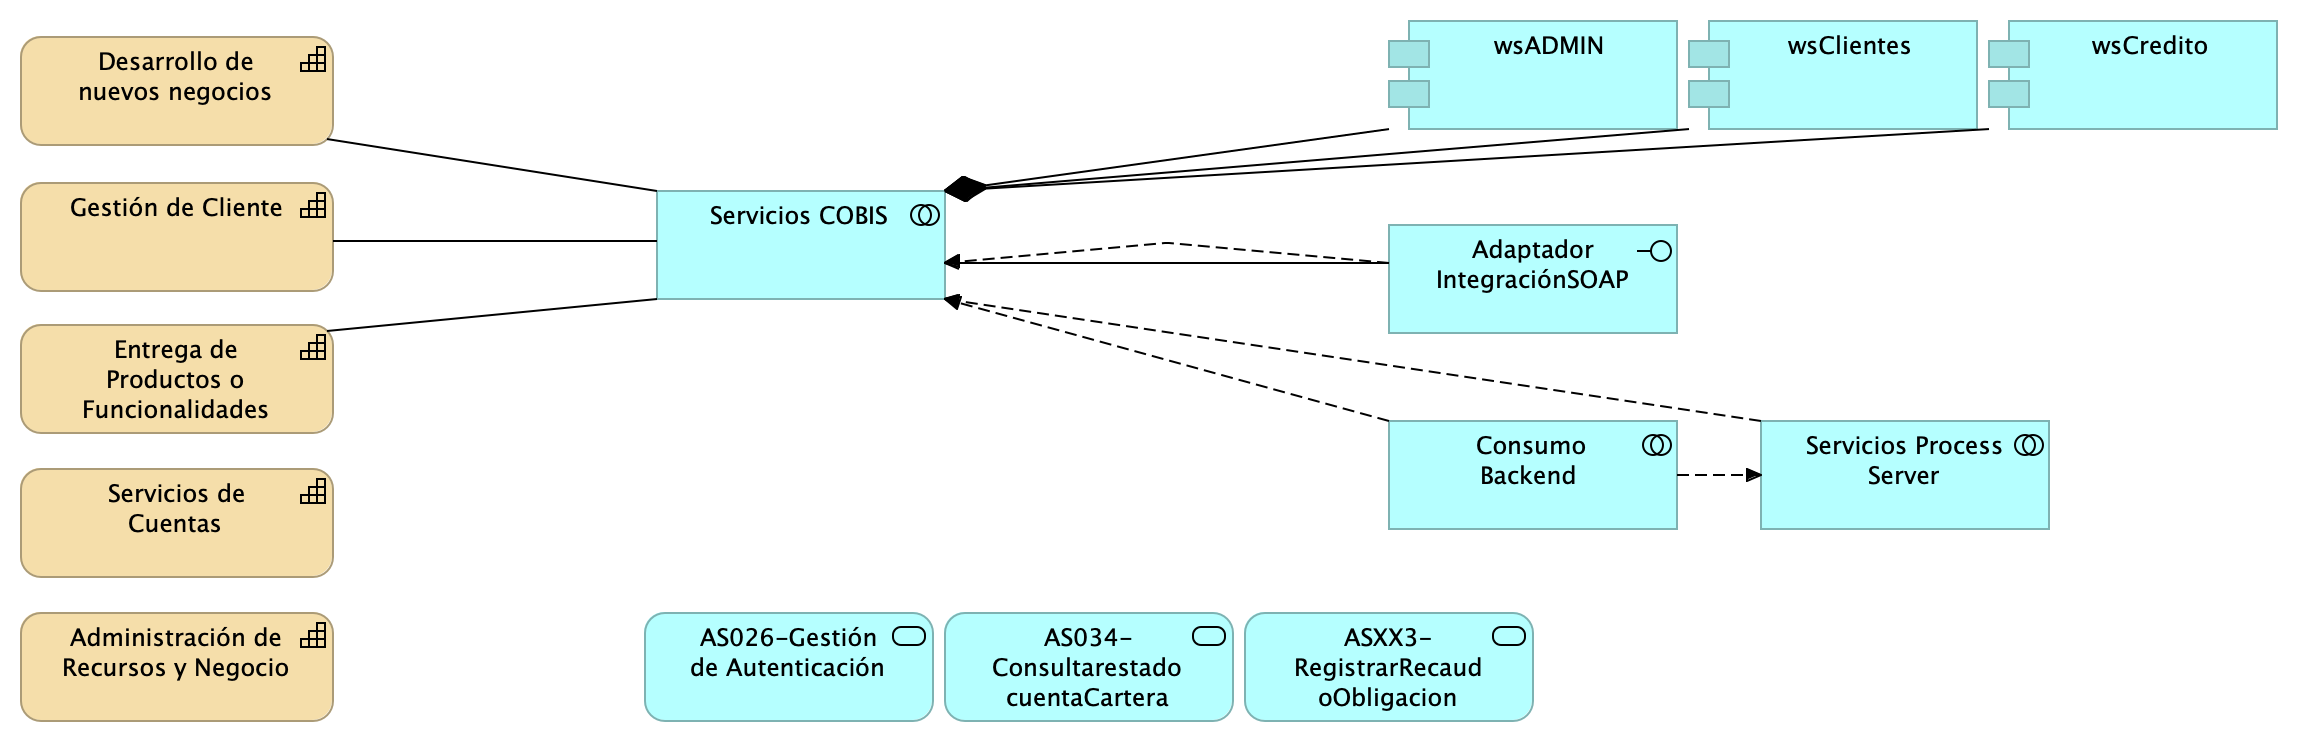 Desarrollo de
nuevos negocios
Gestión de Cliente
Entrega de
Productos o
Funcionalidades
Servicios de
Cuentas
Administración de
Recursos y Negocio
Servicios COBIS
wsADMIN
wsClientes
wsCredito
Adaptador
IntegraciónSOAP
Consumo
Backend
Servicios Process
Server
AS026-Gestión
de Autenticación
AS034-
Consultarestado
cuentaCartera
ASXX3-
RegistrarRecaud
oObligacion